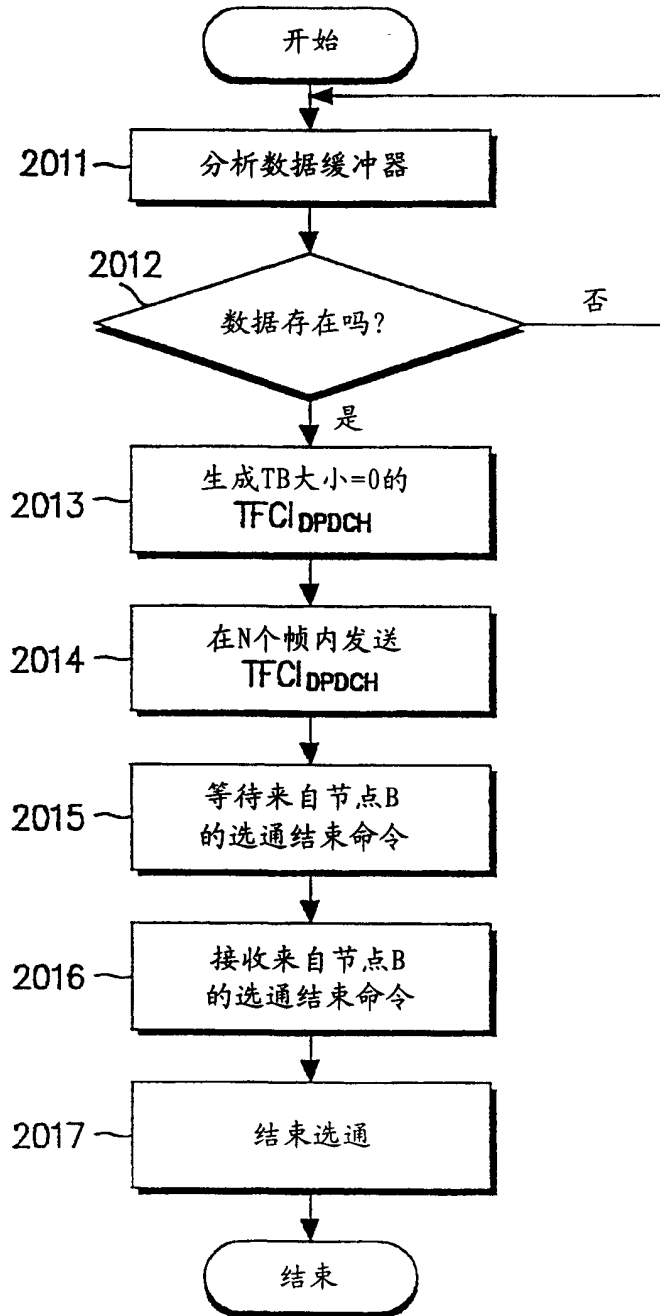 开始
2011
分析数据缓冲器
2012
数据存在吗?
否
是
2013
生成TB大小=0的
TFCI DPDCH
2014
在N个帧内发送
TFCI DPDCH
2015
等待来自节点B
的选通结束命令
2016
接收来自节点B
的选通结束命令
2017
结束选通
结束